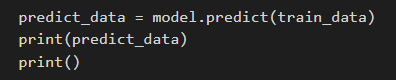 predict_data = model.predict(train_data)
print(predict_data)
print()